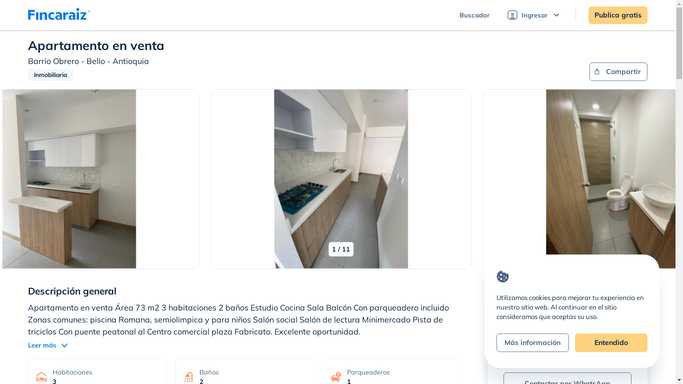 Fincaraiz
Buscador
Ingresar
Publica gratis
Apartamento en venta
Barrio Obrero - Bello - Antioquia
Inmobiliaria
Compartir
1 / 11
Descripción general
Apartamento en venta Área 73 m2 3 habitaciones 2 baños Estudio Cocina Sala Balcón Con parqueadero incluido
Zonas comunes: piscina Romana, semiolimpica y para niños Salón social Salón de lectura Minimercado Pista de
triciclos Con puente peatonal al Centro comercial plaza Fabricato. Excelente oportunidad.
Leer más
Habitaciones
3
Baños
2
Parqueaderos
1
Utilizamos cookies para mejorar tu experiencia en
nuestro sitio web. Al continuar en el sitio
consideramos que aceptas su uso.
Más información
Entendido
Contactar por WhatsApp